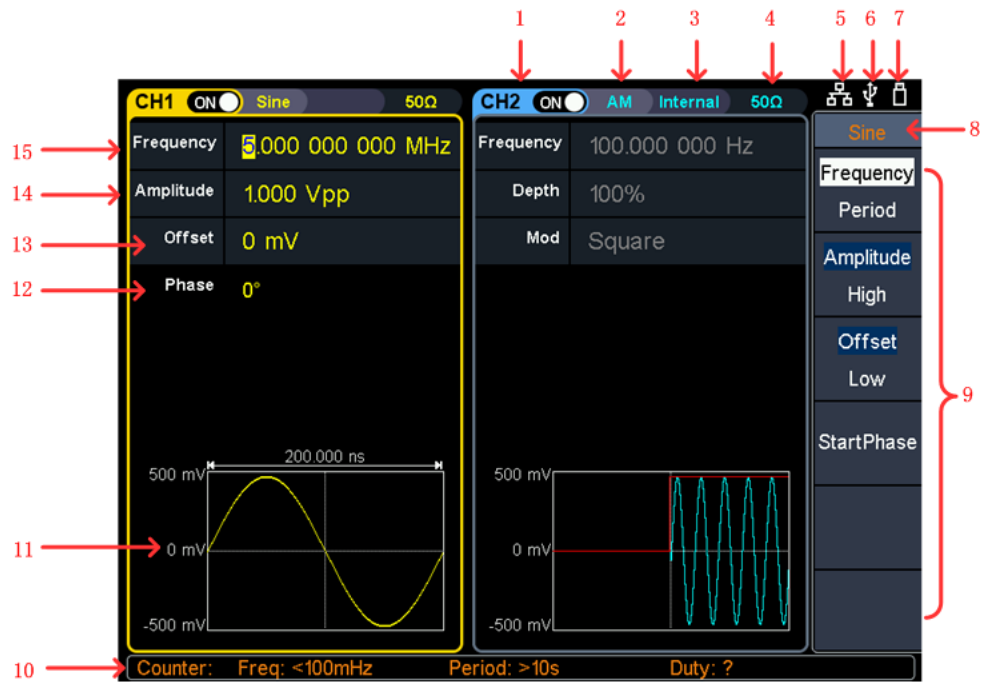 1 2 3 4 5 6 7
CH1 ON Sine 50Ω CH2 ON AM Internal 50Ω
Sine 8
15 Frequency 5.000 000 000 MHz Frequency 100.000 000 Hz Frequency
14 Amplitude 1.000 Vpp Depth 100% Period
13 Offset 0 mV Mod Square Amplitude
12 Phase 0° High
Offset
Low
9
StartPhase
200.000 ns
500 mV 500 mV
11 0 mV 0 mV
-500 mV -500 mV
10 Counter: Freq: <100mHz Period: >10s Duty: ?